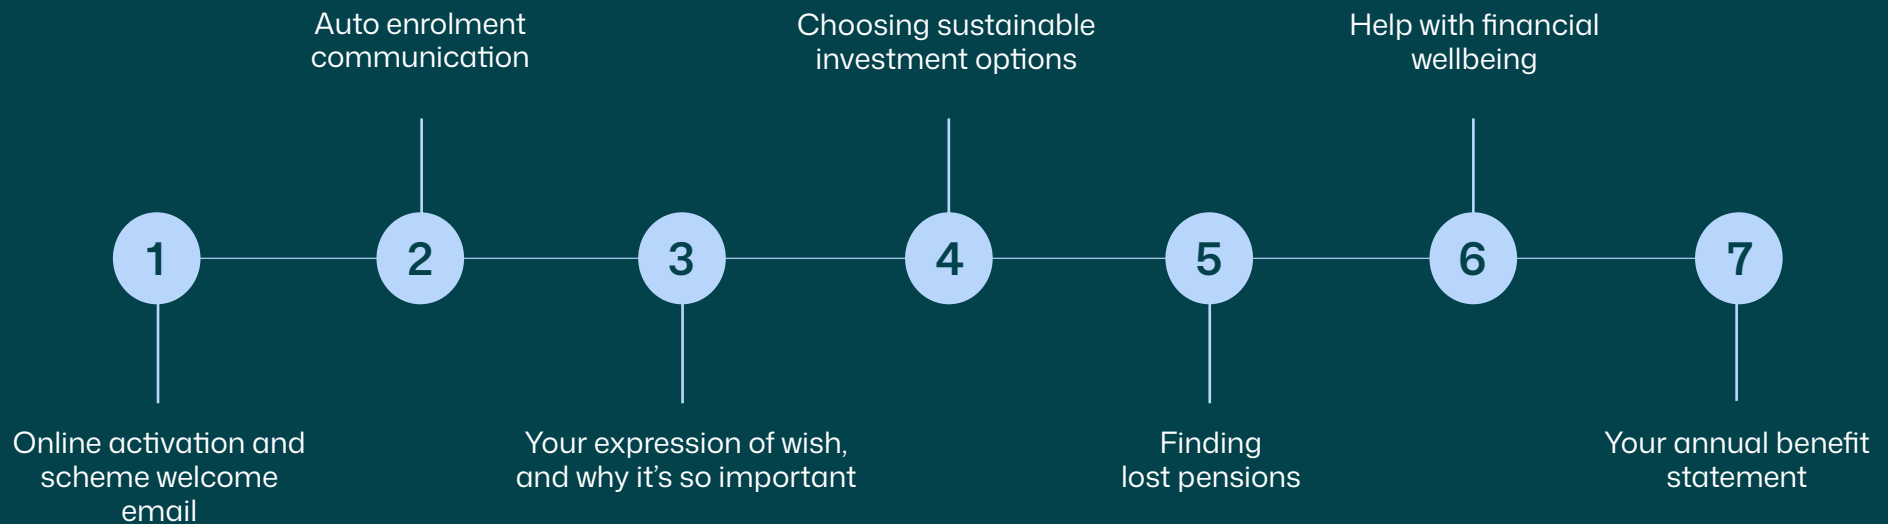 Auto enrolment
communication
Choosing sustainable
investment options
Help with financial
wellbeing
1
2
3
4
5
6
7
Online activation and
scheme welcome
email
Your expression of wish,
and why it's so important
Finding
lost pensions
Your annual benefit
statement